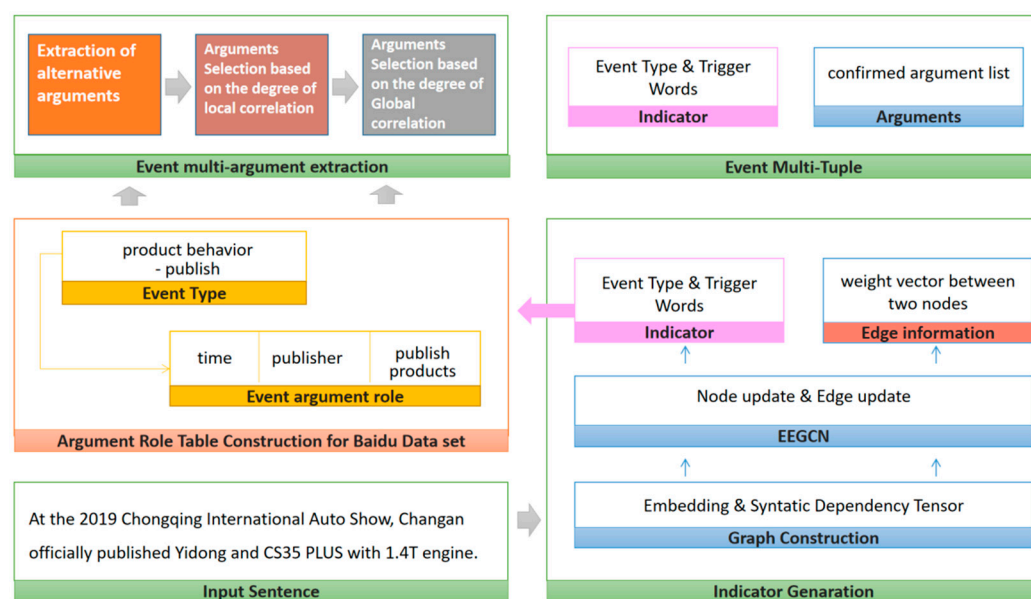 Extraction of
alternative
arguments
Arguments
Selection based
on the degree of
local correlation
Arguments
Selection based
on the degree of
Global
correlation
Event multi-argument extraction
Event Type & Trigger
Words
Indicator
confirmed argument list
Arguments
Event Multi-Tuple
product behavior
- publish
Event Type
time
publisher
publish
products
Event argument role
Argument Role Table Construction for Baidu Data set
Event Type & Trigger
Words
Indicator
weight vector between
two nodes
Edge information
Node update & Edge update
EEGCN
Embedding & Syntatic Dependency Tensor
Graph Construction
Indicator Genaration
At the 2019 Chongqing International Auto Show, Changan
officially published Yidong and CS35 PLUS with 1.4T engine.
Input Sentence